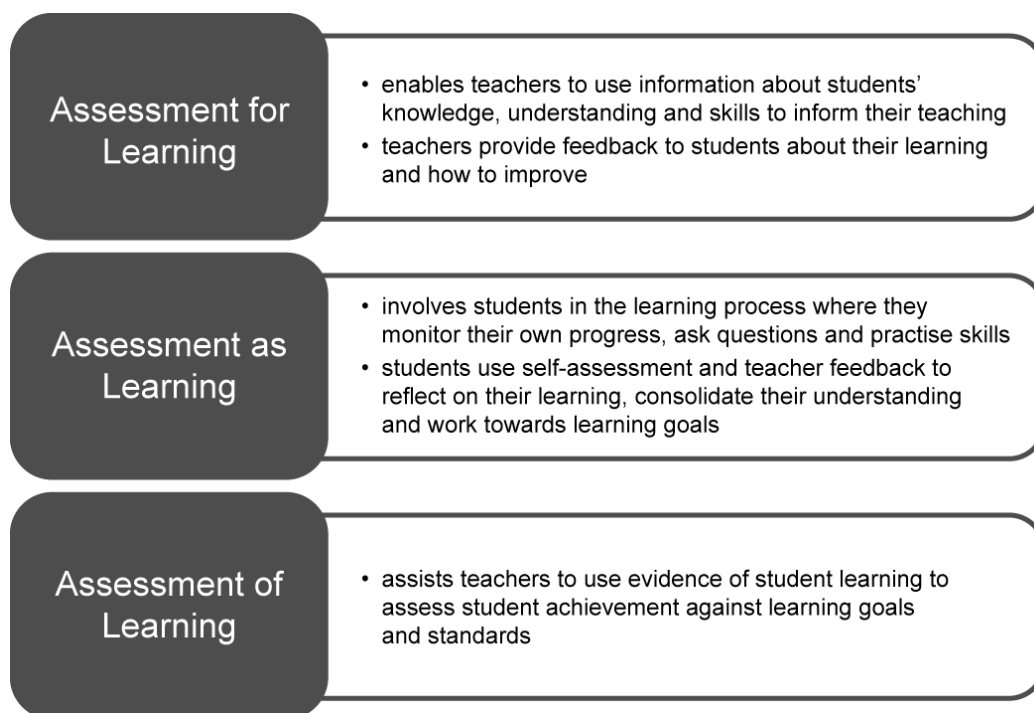 Assessment for
Learning
• enables teachers to use information about students’
knowledge, understanding and skills to inform their teaching
• teachers provide feedback to students about their learning
and how to improve
Assessment as
Learning
• involves students in the learning process where they
monitor their own progress, ask questions and practise skills
• students use self-assessment and teacher feedback to
reflect on their learning, consolidate their understanding
and work towards learning goals
Assessment of
Learning
• assists teachers to use evidence of student learning to
assess student achievement against learning goals
and standards